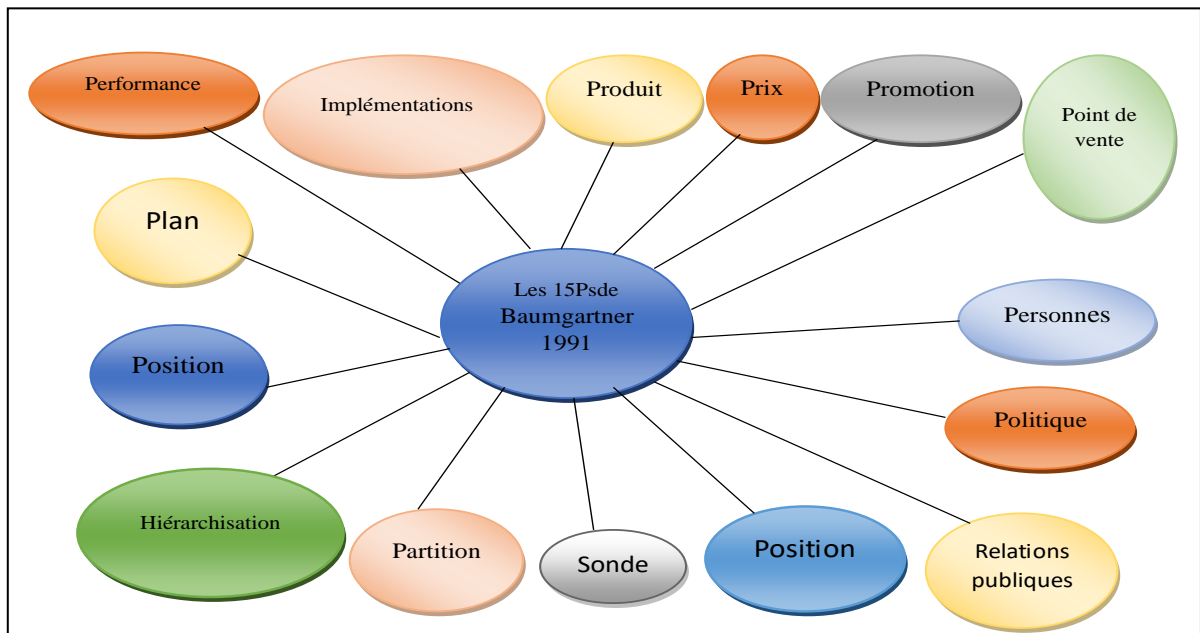 Performance
Implémentations
Produit
Prix
Promotion
Point de
vente
Plan
Les 15Psde
Baumgartner
1991
Personnes
Position
Politique
Hiérarchisation
Partition
Sonde
Position
Relations
publiques